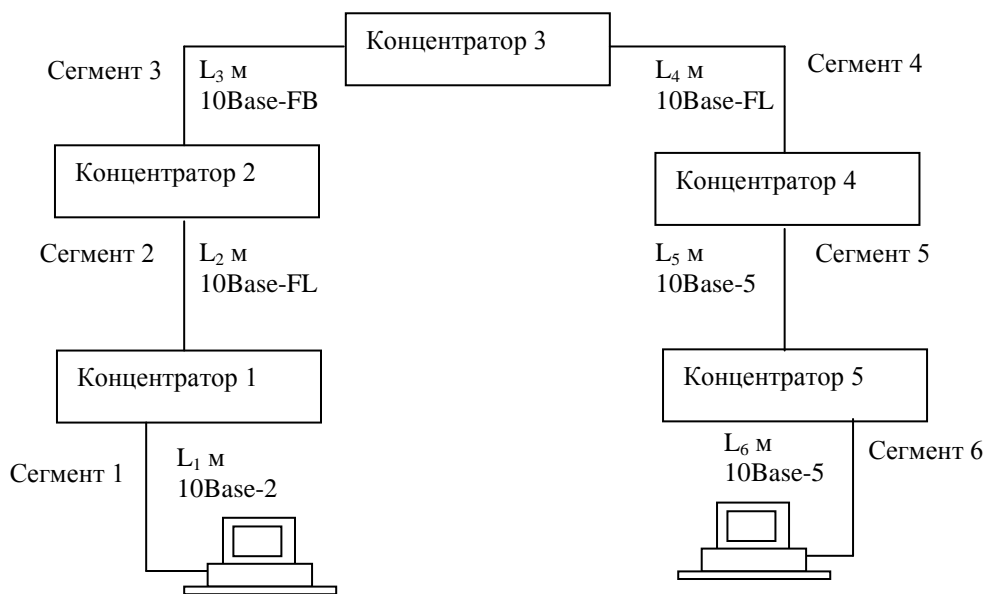 Концентратор 3
Сегмент 3
L₃ м
10Base-FB
L₄ м
10Base-FL
Сегмент 4
Концентратор 2
Концентратор 4
Сегмент 2
L₂ м
10Base-FL
L₅ м
10Base-5
Сегмент 5
Концентратор 1
Концентратор 5
Сегмент 1
L₁ м
10Base-2
L₆ м
10Base-5
Сегмент 6